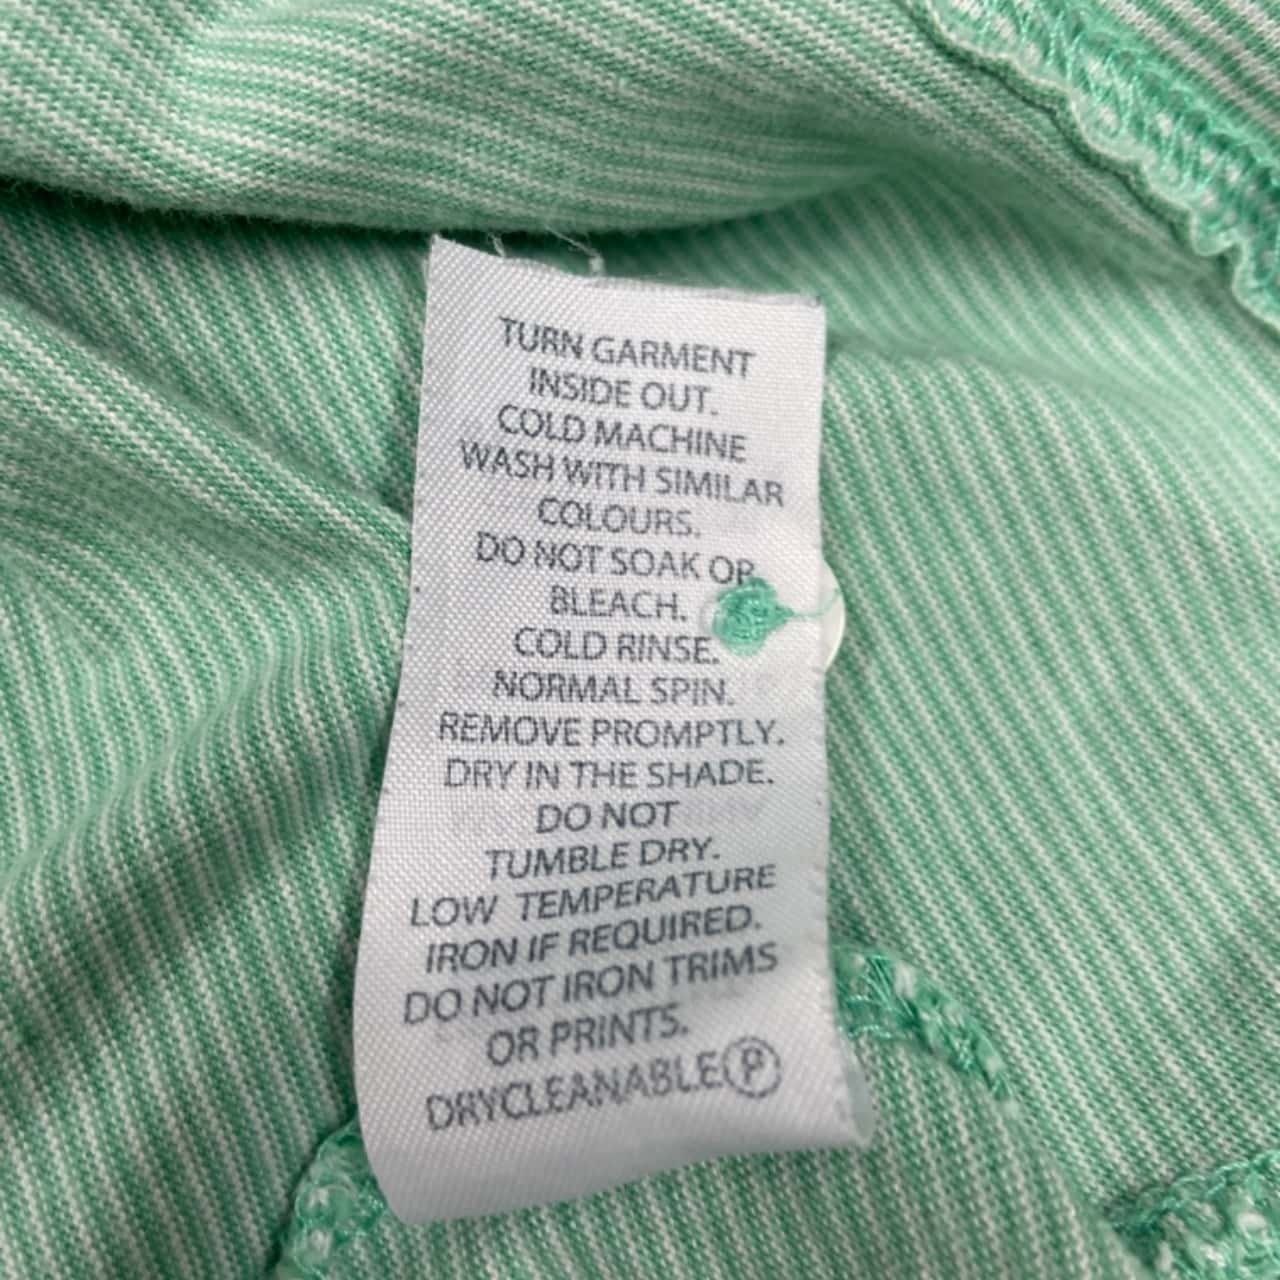 TURN GARMENT
INSIDE OUT.
COLD MACHINE
WASH WITH SIMILAR
COLOURS.
DO NOT SOAK OR
BLEACH.
COLD RINSE.
NORMAL SPIN.
REMOVE PROMPTLY.
DRY IN THE SHADE.
DO NOT
TUMBLE DRY.
LOW TEMPERATURE
IRON IF REQUIRED.
DO NOT IRON TRIMS
OR PRINTS.
DRYCLEANABLE Ⓟ